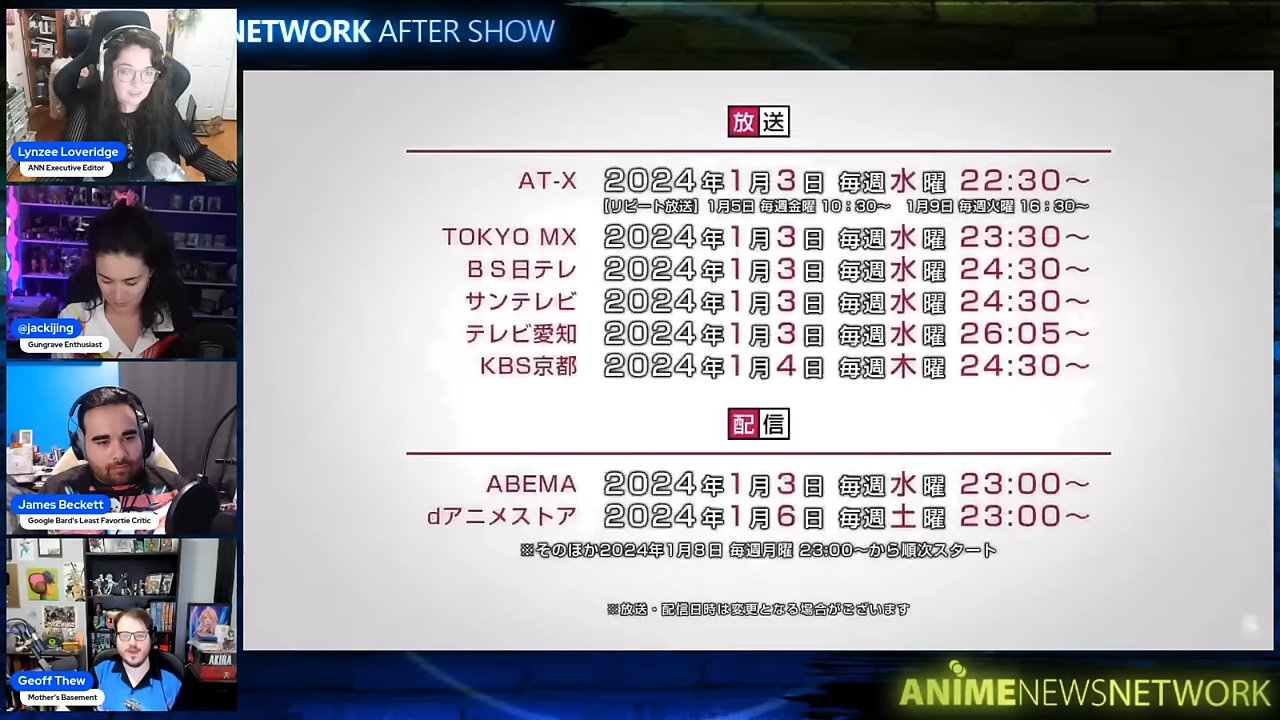 NETWORK AFTER SHOW
Lynzee Loveridge
ANN Executive Editor
@jackijing
Gungrave Enthusiast
James Beckett
Google Bard's Least Favortie Critic
AKIRA
Geoff Thew
Mother's Basement
放送
AT-X 2024年1月3日 毎週水曜 22:30～
[リピート放送] 1月5日 毎週金曜 10：30～ 1月9日 毎週火曜 16：30～
TOKYO MX 2024年1月3日 毎週水曜 23:30～
BS日テレ 2024年1月3日 毎週水曜 24:30～
サンテレビ 2024年1月3日 毎週水曜 24:30～
テレビ愛知 2024年1月3日 毎週水曜 26:05～
KBS京都 2024年1月4日 毎週木曜 24:30～
配信
ABEMA 2024年1月3日 毎週水曜 23:00～
dアニメストア 2024年1月6日 毎週土曜 23:00～
※そのほか2024年1月8日 毎週月曜 23:00～から順次スタート
※放送・配信日時は変更となる場合がございます
ANIMENEWSNETWORK